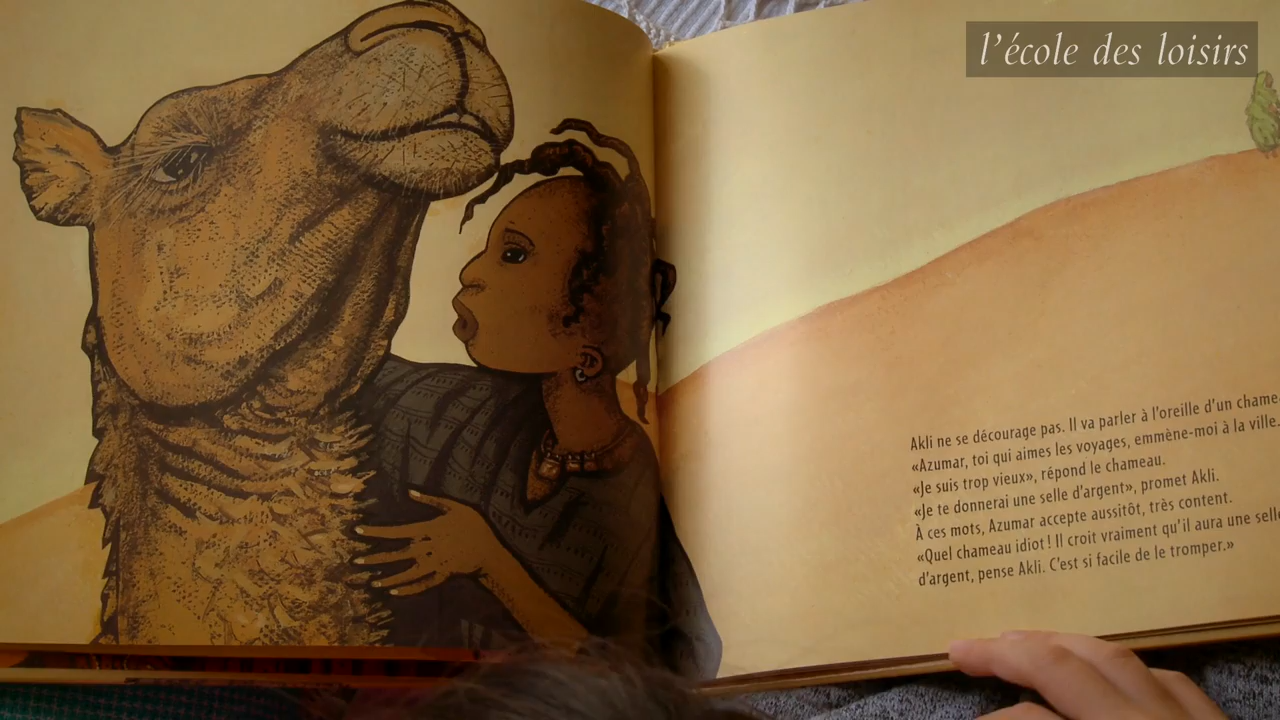 l'école des loisirs
Akli ne se décourage pas. Il va parler à l'oreille d'un
«Azumar, toi qui aimes les voyages, emmène-moi à la ville.
«Je suis trop vieux», répond le chameau.
«Je te donnerai une selle d'argent», promet Akli.
À ces mots, Azumar accepte aussitôt, très content.
«Quel chameau idiot ! Il croit vraiment qu'il aura une selle
d'argent, pense Akli. C'est si facile de le tromper.»